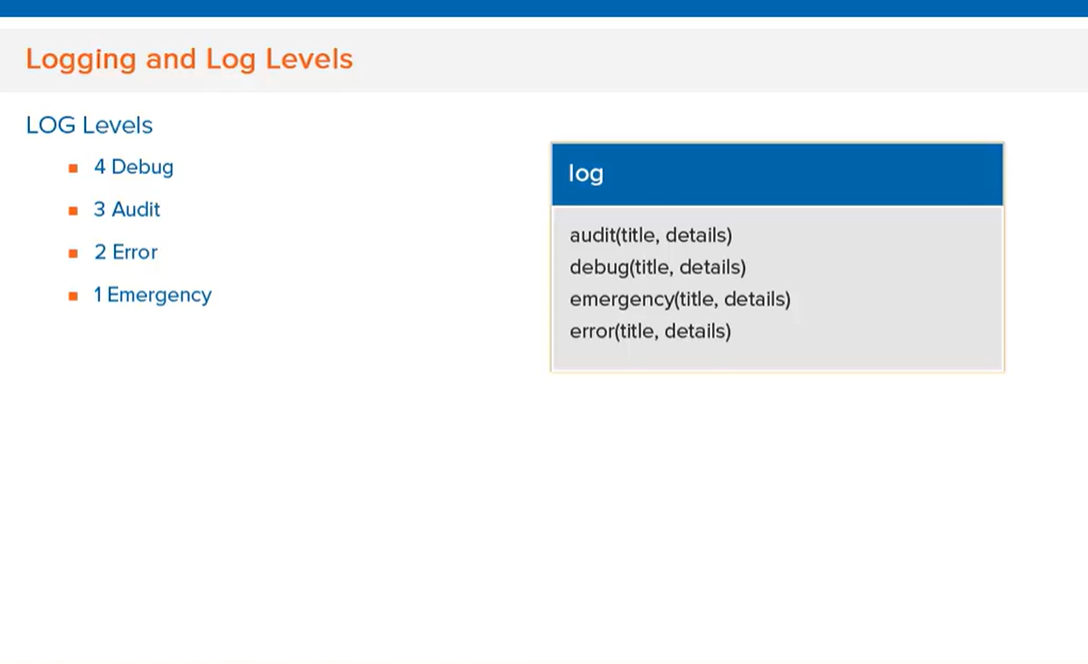 Logging and Log Levels
LOG Levels
4 Debug
3 Audit
2 Error
1 Emergency
log
audit(title, details)
debug(title, details)
emergency(title, details)
error(title, details)